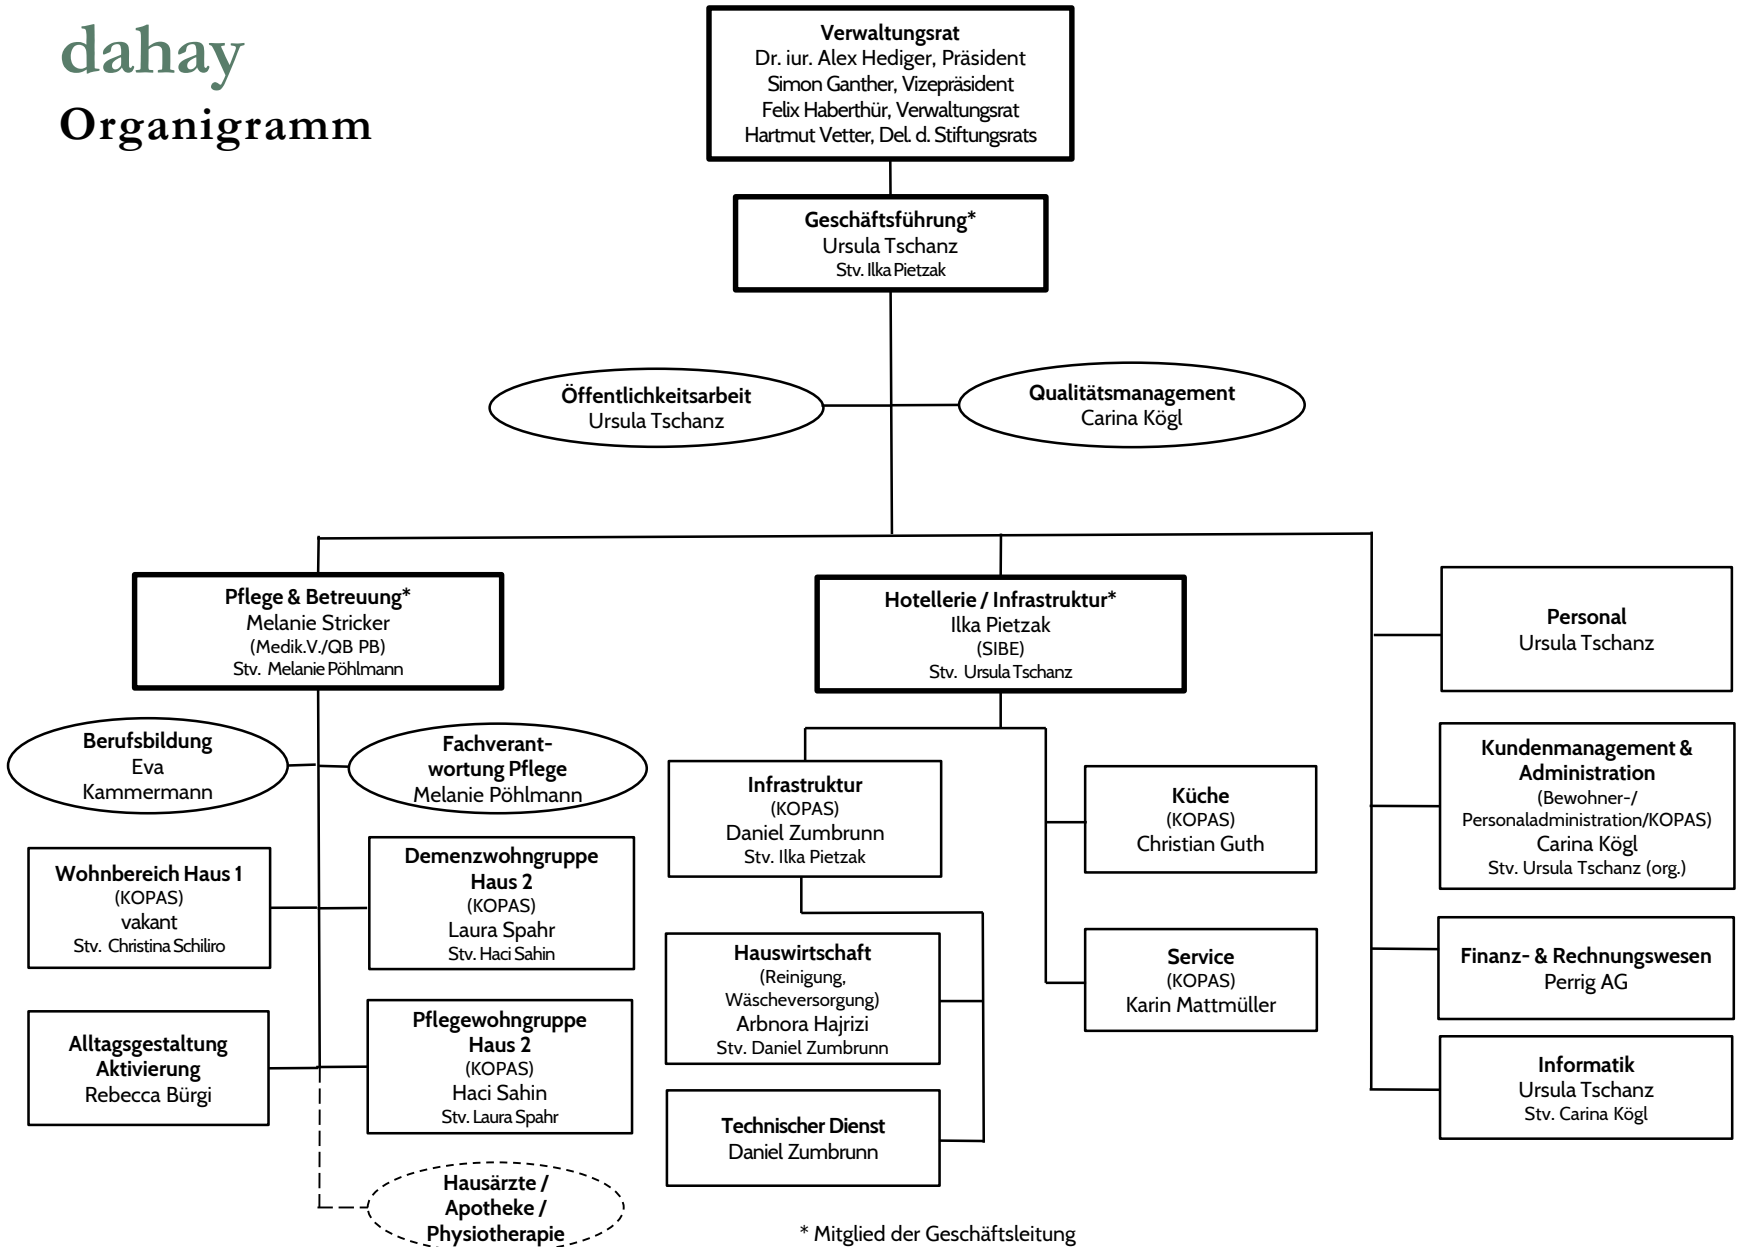 dahay
Organigramm
Verwaltungsrat
Dr. iur. Alex Hediger, Präsident
Simon Ganther, Vizepräsident
Felix Haberthür, Verwaltungsrat
Hartmut Vetter, Del. d. Stiftungsrats
Geschäftsführung*
Ursula Tschanz
Stv. Ilka Pietzak
Öffentlichkeitsarbeit
Ursula Tschanz
Qualitätsmanagement
Carina Kögl
Pflege & Betreuung*
Melanie Stricker
(Medik.V./QB PB)
Stv. Melanie Pöhlmann
Hotellerie / Infrastruktur*
Ilka Pietzak
(SIBE)
Stv. Ursula Tschanz
Personal
Ursula Tschanz
Berufsbildung
Eva
Kammermann
Fachverant-
wortung Pflege
Melanie Pöhlmann
Infrastruktur
(KOPAS)
Daniel Zumbrunn
Stv. Ilka Pietzak
Küche
(KOPAS)
Christian Guth
Kundenmanagement &
Administration
(Bewohner-/
Personaladministration/KOPAS)
Carina Kögl
Stv. Ursula Tschanz (org.)
Wohnbereich Haus 1
(KOPAS)
vakant
Stv. Christina Schiliro
Demenzwohngruppe
Haus 2
(KOPAS)
Laura Spahr
Stv. Haci Sahin
Hauswirtschaft
(Reinigung,
Wäscheversorgung)
Arbnora Hajrizi
Stv. Daniel Zumbrunn
Service
(KOPAS)
Karin Mattmüller
Finanz- & Rechnungswesen
Perrig AG
Alltagsgestaltung
Aktivierung
Rebecca Bürgi
Pflegewohngruppe
Haus 2
(KOPAS)
Haci Sahin
Stv. Laura Spahr
Technischer Dienst
Daniel Zumbrunn
Informatik
Ursula Tschanz
Stv. Carina Kögl
Hausärzte /
Apotheke /
Physiotherapie
* Mitglied der Geschäftsleitung